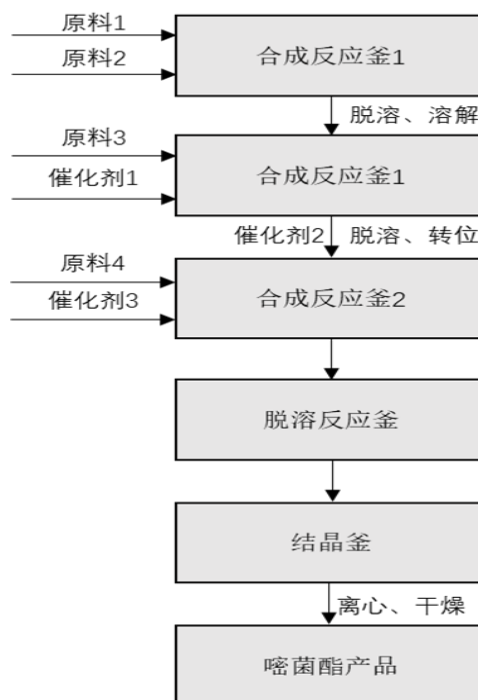 原料1
原料2
合成反应釜1
脱溶、溶解
原料3
催化剂1
合成反应釜1
催化剂2
脱溶、转位
原料4
催化剂3
合成反应釜2
脱溶反应釜
结晶釜
离心、干燥
嘧菌酯产品